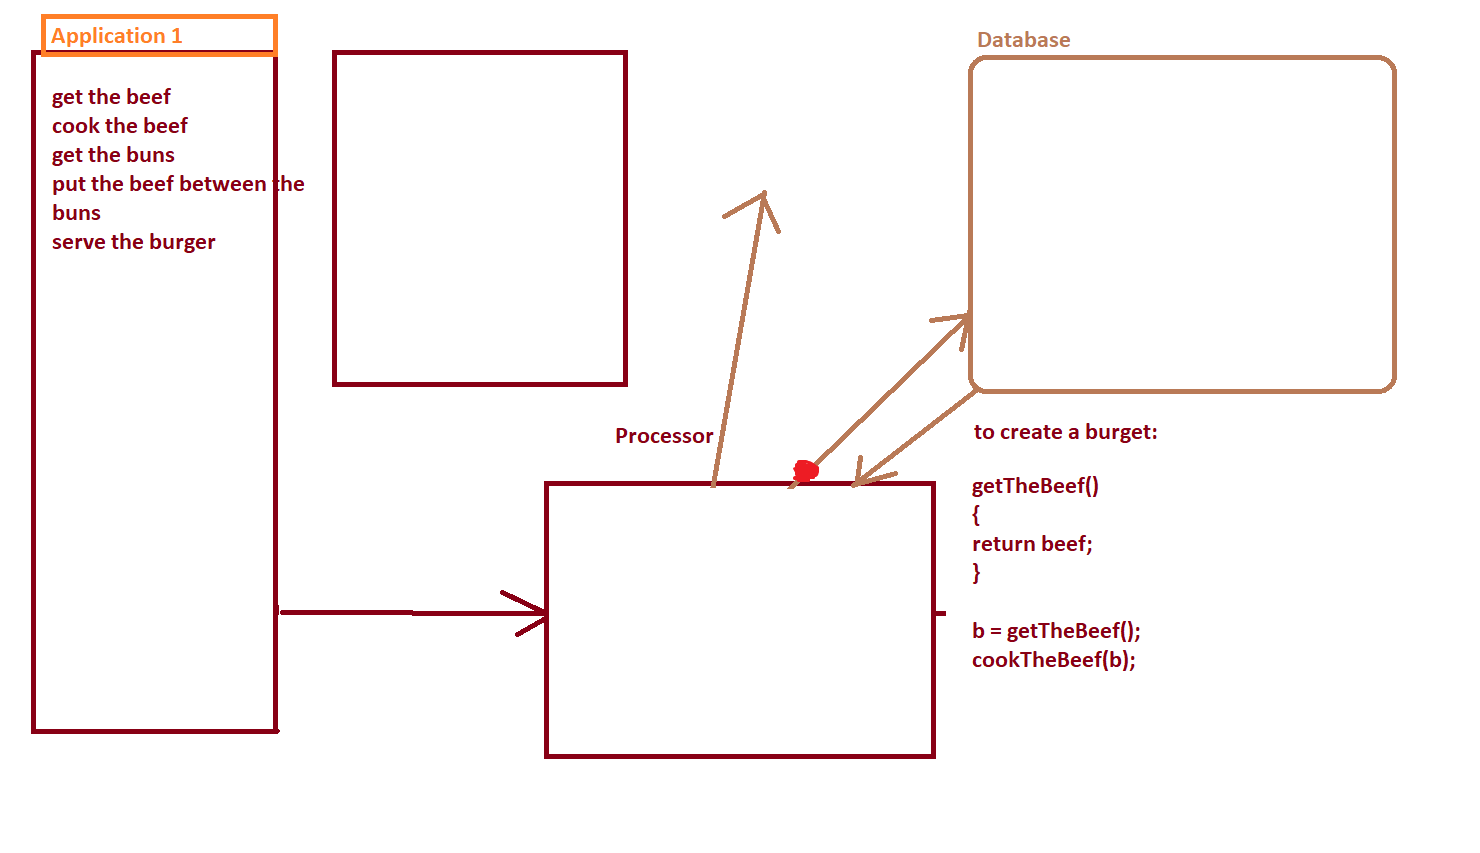 Application 1
get the beef
cook the beef
get the buns
put the beef between the
buns
serve the burger
Database
Processor
to create a burget:
getTheBeef()
{
return beef;
}
b = getTheBeef();
cookTheBeef(b);